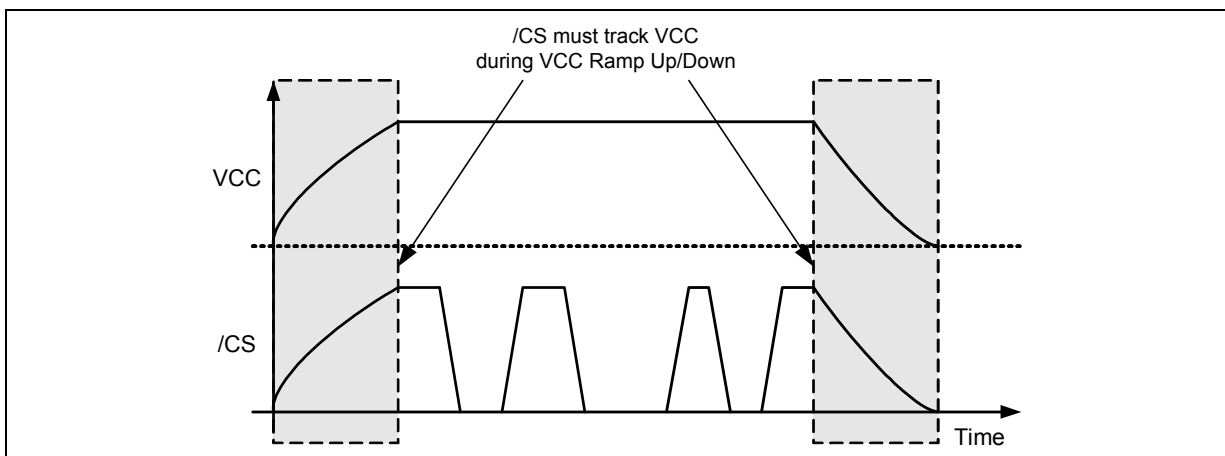 /CS must track VCC
during VCC Ramp Up/Down
VCC
/CS
Time